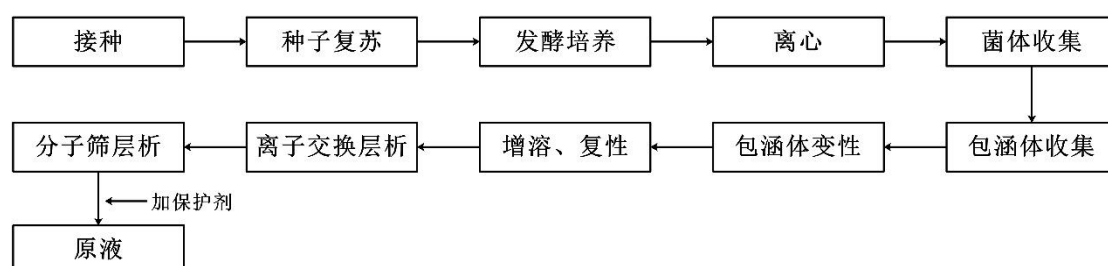 接种
种子复苏
发酵培养
离心
菌体收集
包涵体收集
包涵体变性
增溶、复性
离子交换层析
分子筛层析
加保护剂
原液